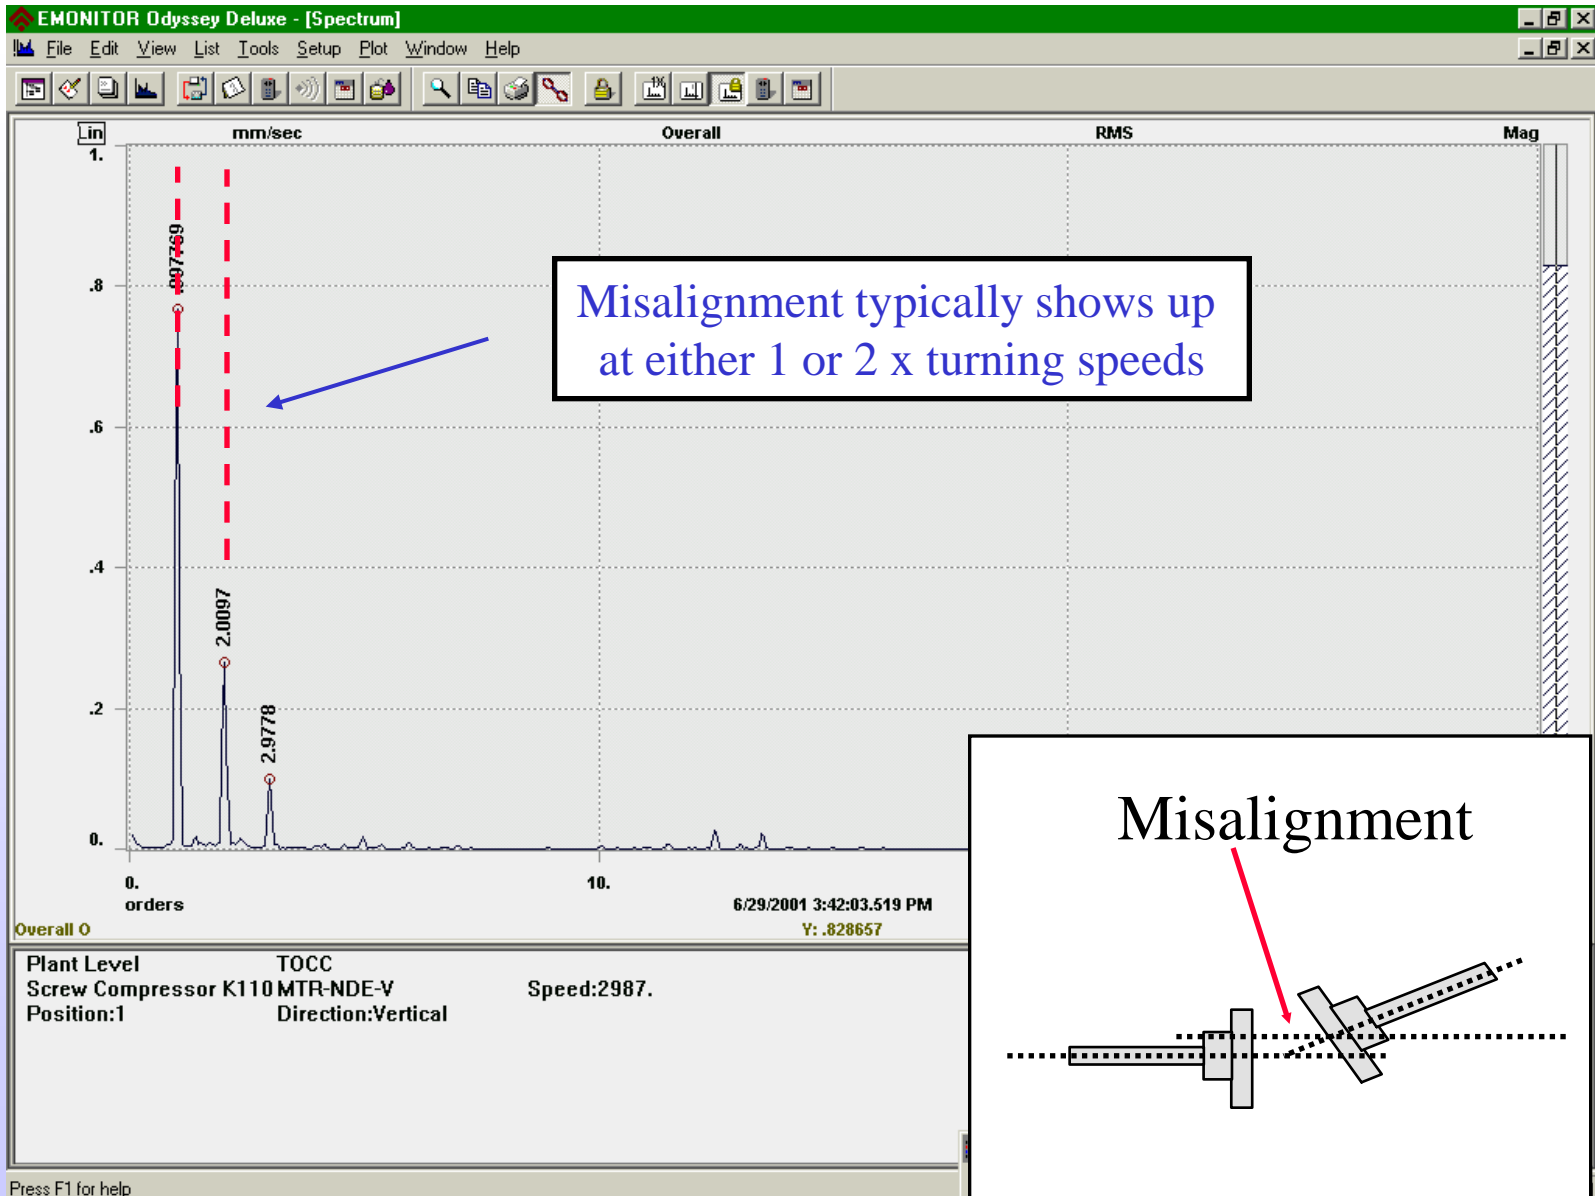 EMONITOR Odyssey Deluxe - [Spectrum]
File Edit View List Tools Setup Plot Window Help
Lin mm/sec Overall RMS Mag
1.
.8
.6
.4
.2
0.
.997769
2.0097
2.9778
Misalignment typically shows up
at either 1 or 2 x turning speeds
0. 10.
orders 6/29/2001 3:42:03.519 PM
Overall O Y: .828657
Plant Level TOCC
Screw Compressor K110 MTR-NDE-V Speed:2987.
Position:1 Direction:Vertical
Misalignment
Press F1 for help